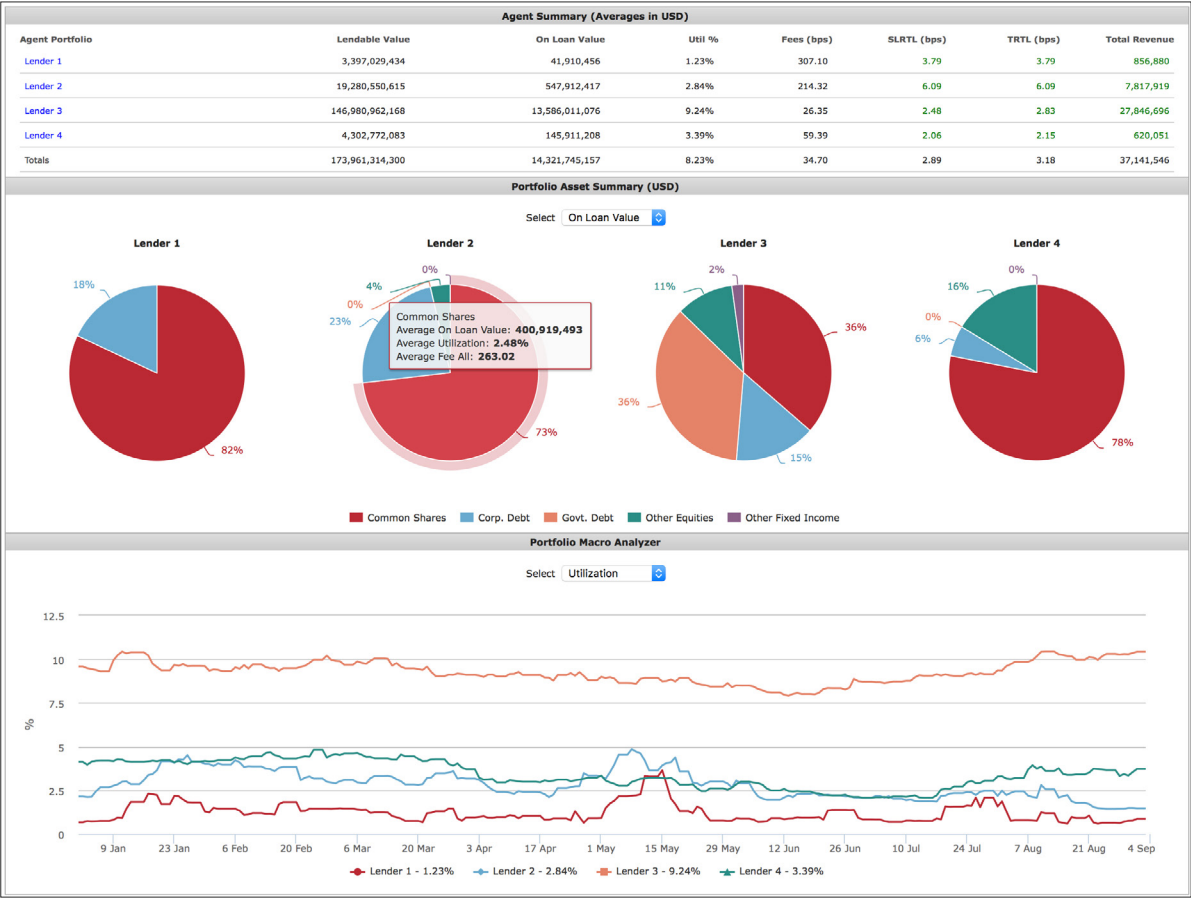 Agent Summary (Averages in USD)
Agent Portfolio Lendable Value On Loan Value Util % Fees (bps) SLRTL (bps) TRTL (bps) Total Revenue
Lender 1 3,397,029,434 41,910,456 1.23% 307.10 3.79 3.79 856,880
Lender 2 19,280,550,615 547,912,417 2.84% 214.32 6.09 6.09 7,817,919
Lender 3 146,980,962,168 13,586,011,076 9.24% 26.35 2.48 2.83 27,846,696
Lender 4 4,302,772,083 145,911,208 3.39% 59.39 2.06 2.15 620,051
Totals 173,961,314,300 14,321,745,157 8.23% 34.70 2.89 3.18 37,141,546
Portfolio Asset Summary (USD)
Select On Loan Value
Lender 1 Lender 2 Lender 3 Lender 4
18%
82%
0%
4%
0%
23%
Common Shares
Average On Loan Value: 400,919,493
Average Utilization: 2.48%
Average Fee All: 263.02
73%
2%
11%
36%
36%
15%
0%
16%
0%
6%
78%
Common Shares Corp. Debt Govt. Debt Other Equities Other Fixed Income
Portfolio Macro Analyzer
Select Utilization
12.5
10
7.5
%
5
2.5
0
9 Jan 23 Jan 6 Feb 20 Feb 6 Mar 20 Mar 3 Apr 17 Apr 1 May 15 May 29 May 12 Jun 26 Jun 10 Jul 24 Jul 7 Aug 21 Aug 4 Sep
Lender 1 - 1.23% Lender 2 - 2.84% Lender 3 - 9.24% Lender 4 - 3.39%